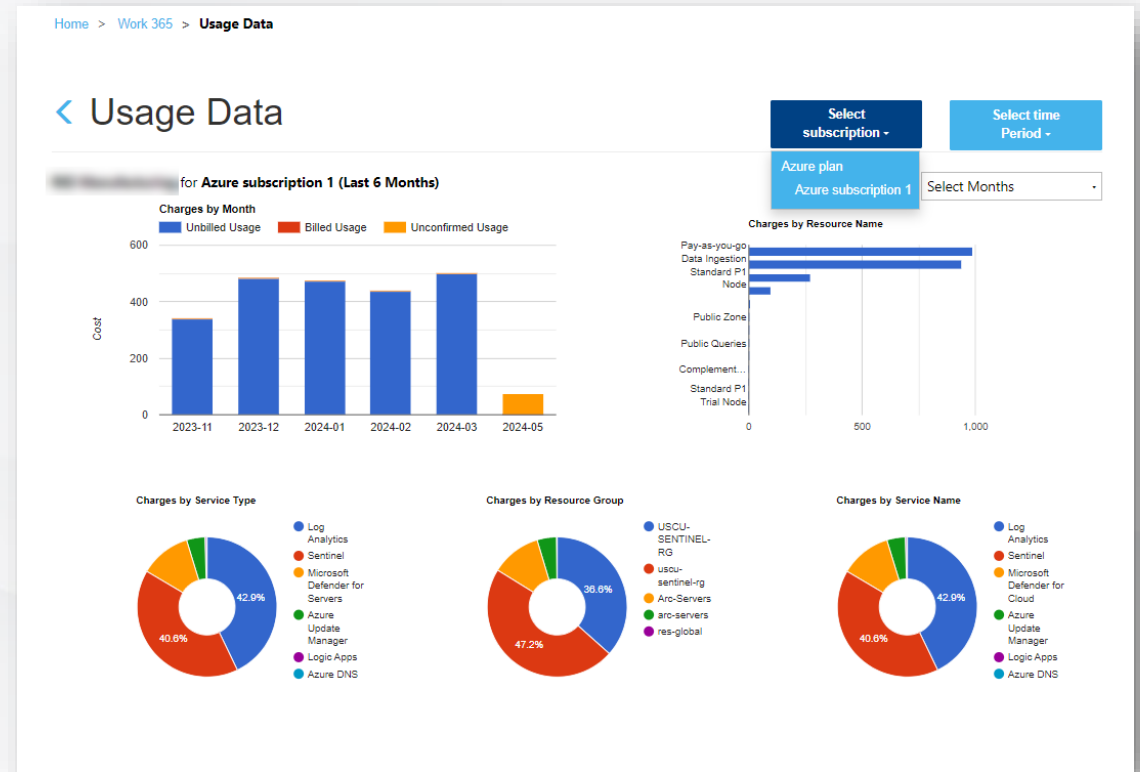 Home > Work 365 > Usage Data
Usage Data
Select
subscription
Select time
Period
Azure plan
Azure subscription 1
for Azure subscription 1 (Last 6 Months)
Select Months
Charges by Month
Unbilled Usage
Billed Usage
Unconfirmed Usage
600
400
200
0
Cost
2023-11
2023-12
2024-01
2024-02
2024-03
2024-05
Charges by Resource Name
Pay-as-you-go
Data Ingestion
Standard P1
Node
Public Zone
Public Queries
Complement...
Standard P1
Trial Node
0
500
1,000
Charges by Service Type
42.9%
40.6%
Log
Analytics
Sentinel
Microsoft
Defender for
Servers
Azure
Update
Manager
Logic Apps
Azure DNS
Charges by Resource Group
36.6%
47.2%
USCU-
SENTINEL-
RG
uscu-
sentinel-rg
Arc-Servers
arc-servers
res-global
Charges by Service Name
42.9%
40.6%
Log
Analytics
Sentinel
Microsoft
Defender for
Cloud
Azure
Update
Manager
Logic Apps
Azure DNS